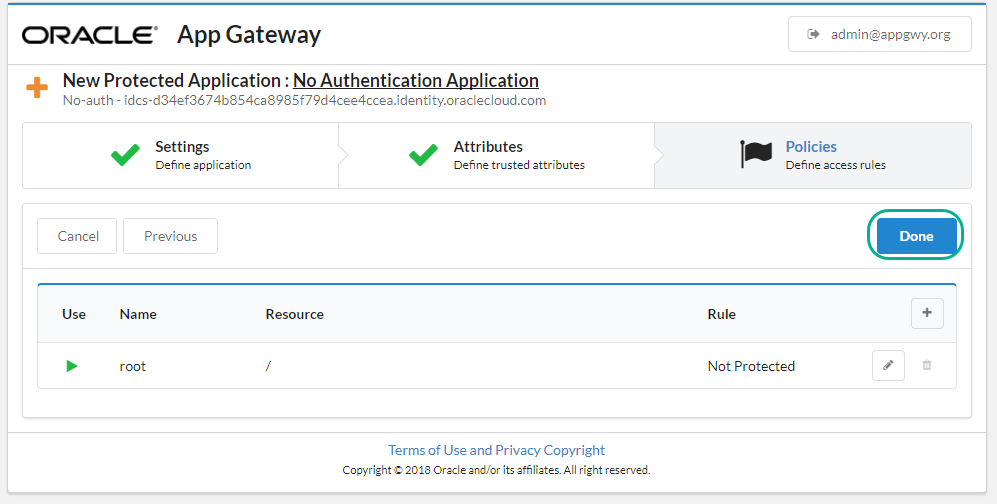 ORACLE App Gateway
admin@appgwy.org
New Protected Application : No Authentication Application
No-auth - idcs-d34ef3674b854ca8985f79d4cee4ccea.identity.oraclecloud.com
Settings
Define application
Attributes
Define trusted attributes
Policies
Define access rules
Cancel Previous Done
Use Name Resource Rule
root / Not Protected
Terms of Use and Privacy Copyright
Copyright © 2018 Oracle and/or its affiliates. All right reserved.